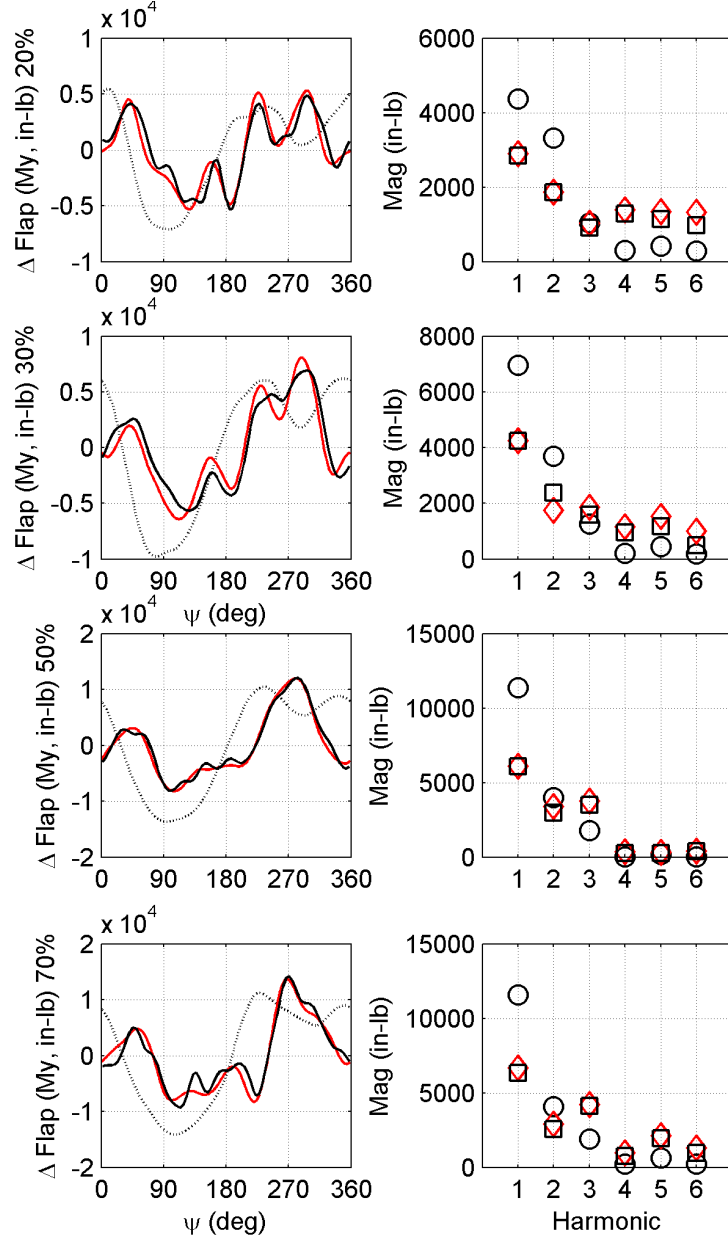 x 10^4
Δ Flap (My, in-lb) 20%
1
0.5
0
-0.5
-1
0 90 180 270 360
Mag (in-lb)
6000
4000
2000
0
1 2 3 4 5 6
x 10^4
Δ Flap (My, in-lb) 30%
1
0.5
0
-0.5
-1
0 90 180 270 360
ψ (deg)
Mag (in-lb)
8000
6000
4000
2000
0
1 2 3 4 5 6
x 10^4
Δ Flap (My, in-lb) 50%
2
1
0
-1
-2
0 90 180 270 360
Mag (in-lb)
15000
10000
5000
0
1 2 3 4 5 6
x 10^4
Δ Flap (My, in-lb) 70%
2
1
0
-1
-2
0 90 180 270 360
ψ (deg)
Mag (in-lb)
15000
10000
5000
0
1 2 3 4 5 6
Harmonic